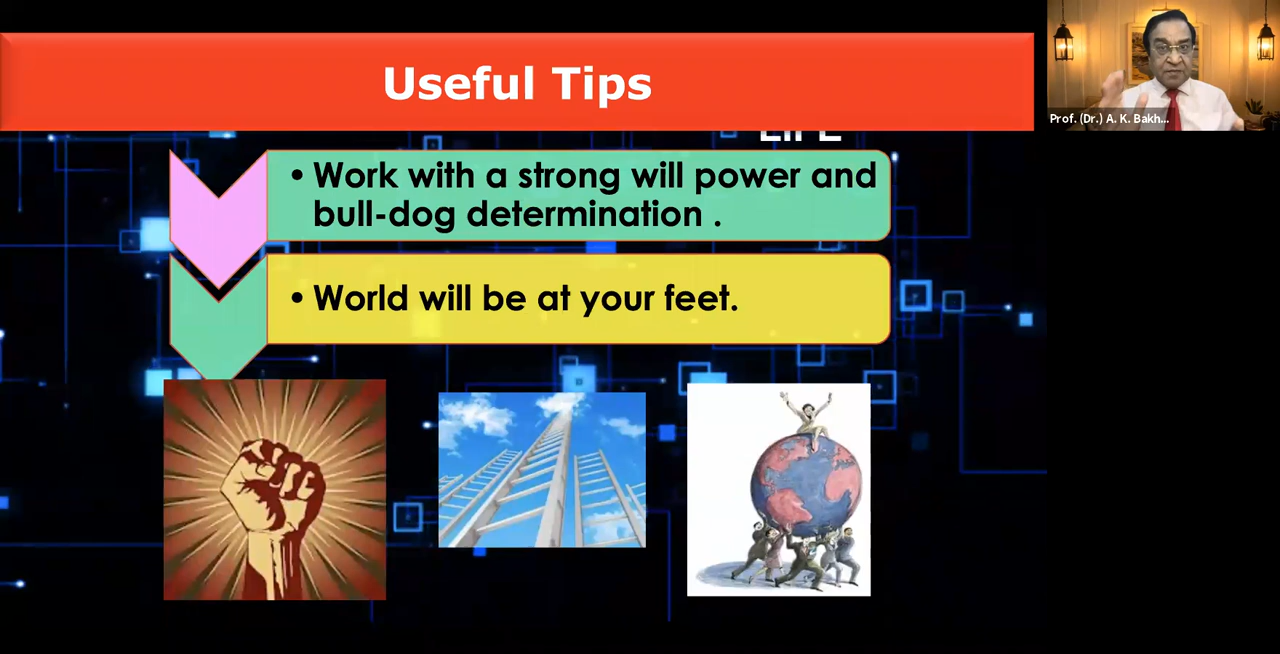 Useful Tips
• Work with a strong will power and
bull-dog determination .
• World will be at your feet.
Prof. (Dr.) A. K. Bakh...